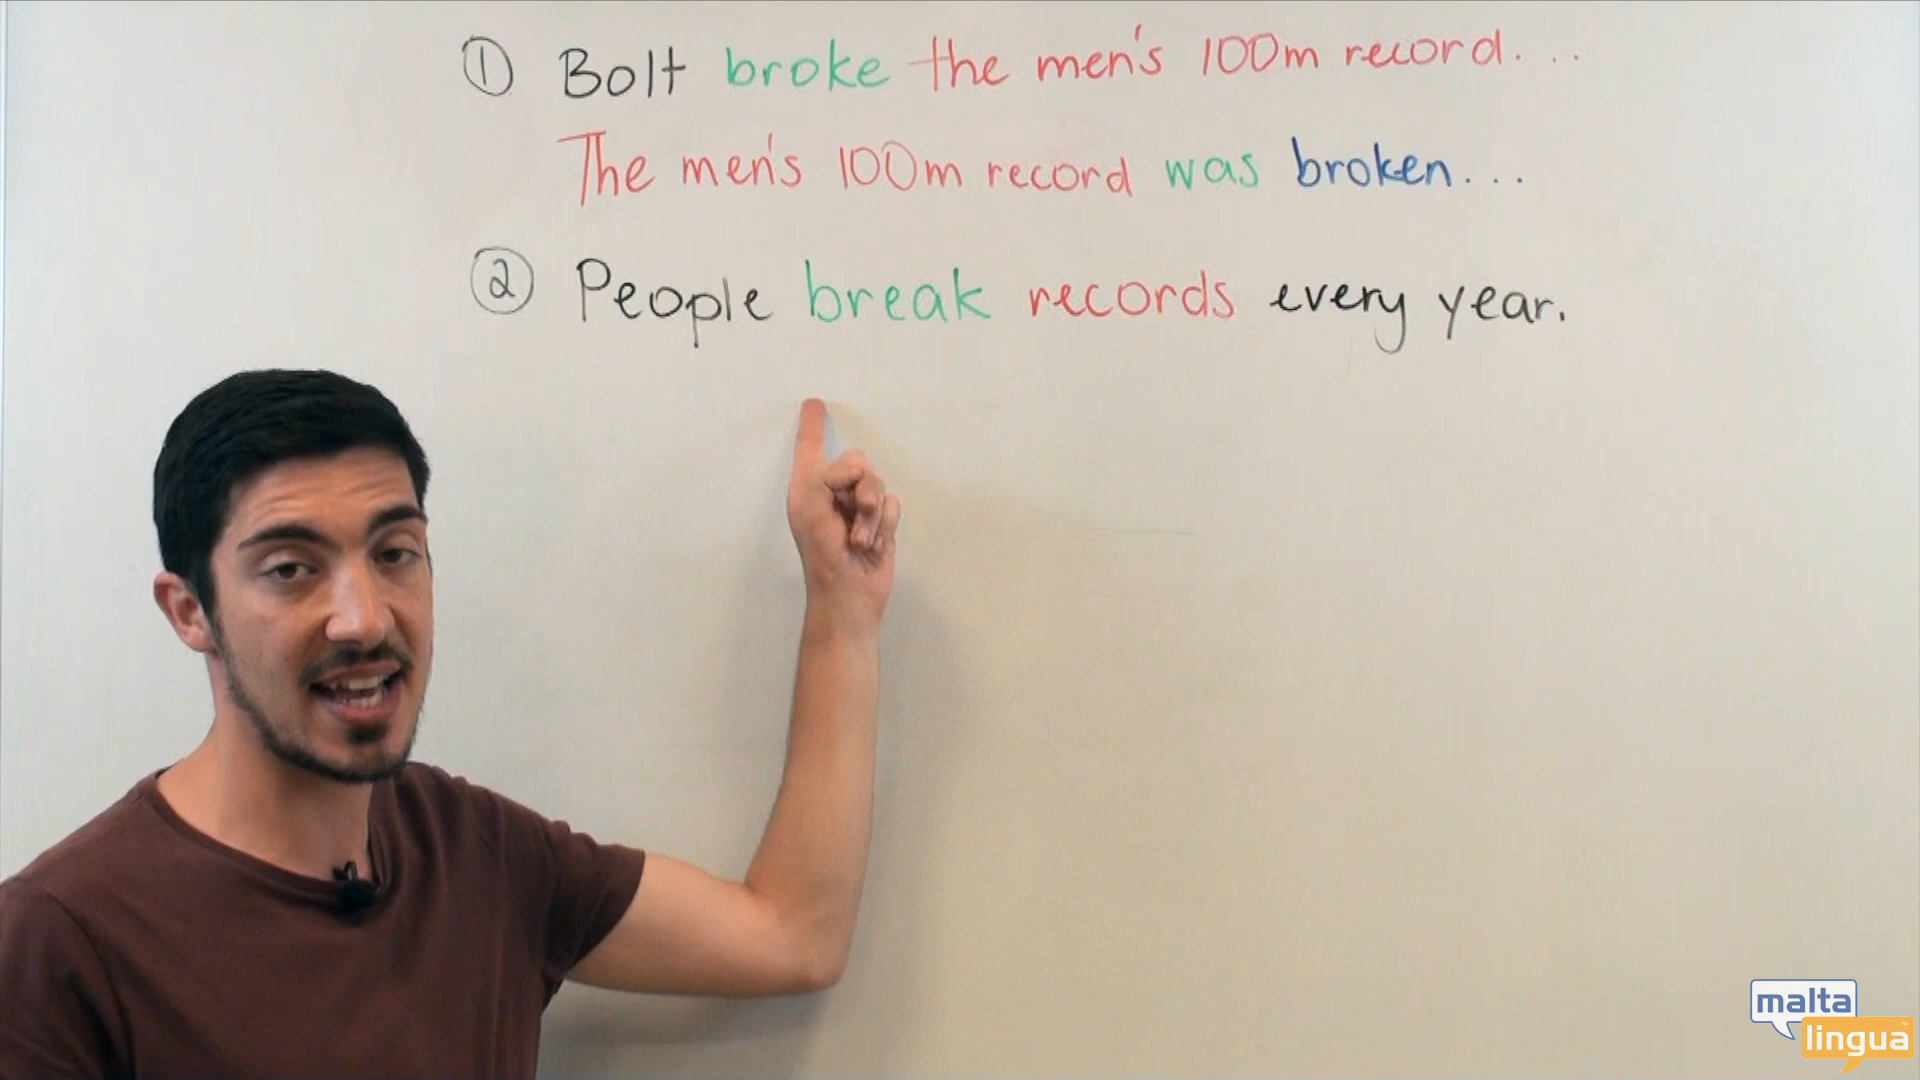 ① Bolt broke the men's 100m record...
The men's 100m record was broken...
② People break records every year.
malta
lingua